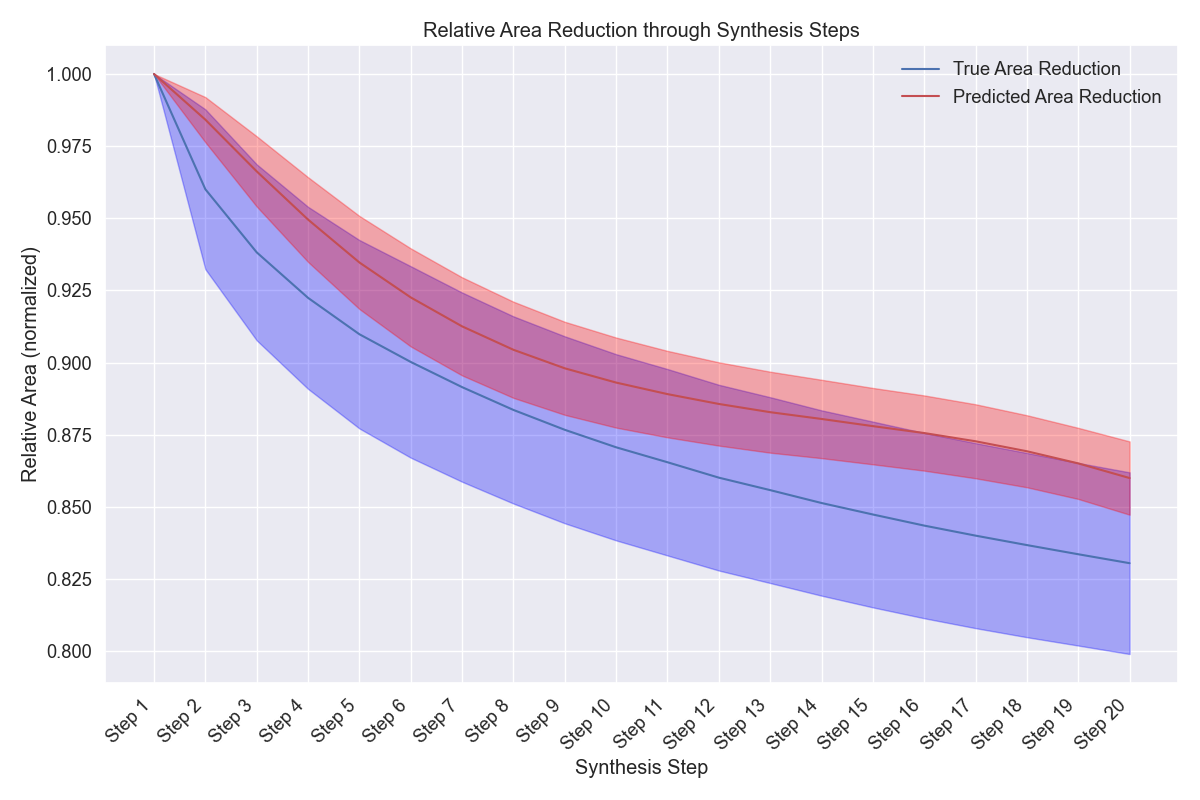 Relative Area Reduction through Synthesis Steps
True Area Reduction
Predicted Area Reduction
Relative Area (normalized)
1.000
0.975
0.950
0.925
0.900
0.875
0.850
0.825
0.800
Step 1
Step 2
Step 3
Step 4
Step 5
Step 6
Step 7
Step 8
Step 9
Step 10
Step 11
Step 12
Step 13
Step 14
Step 15
Step 16
Step 17
Step 18
Step 19
Step 20
Synthesis Step